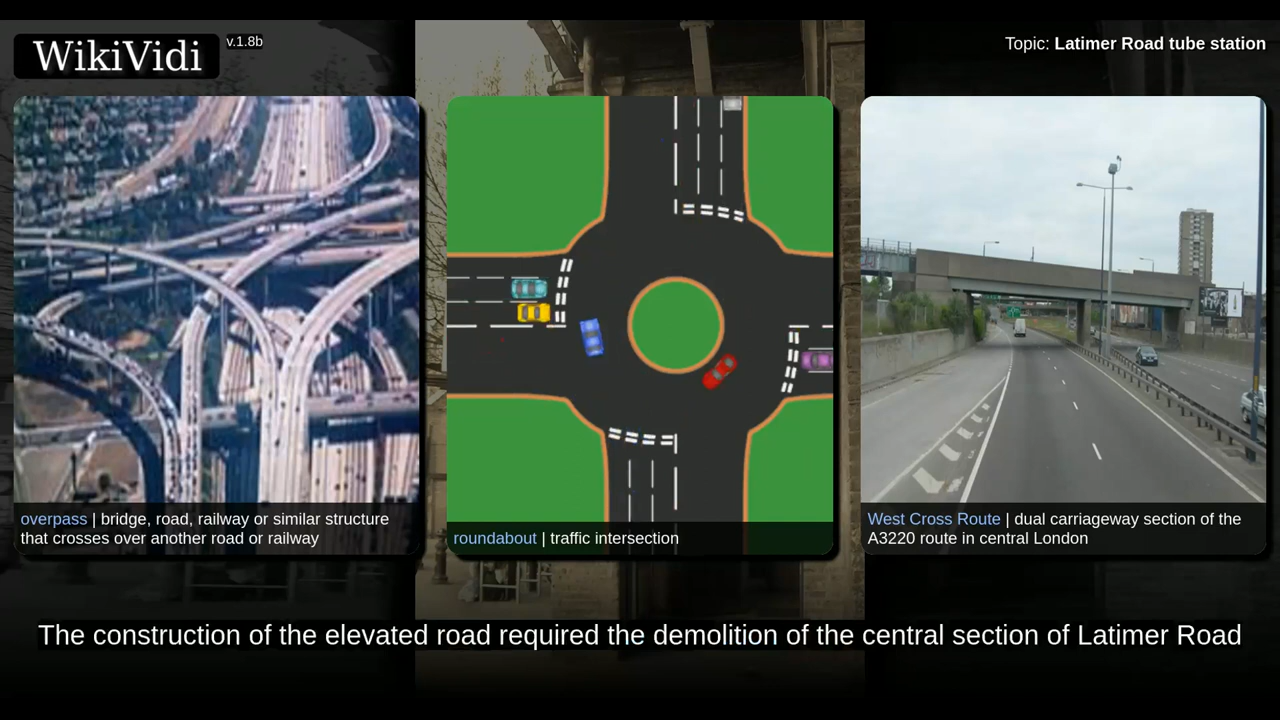 WikiVidi v.1.8b
Topic: Latimer Road tube station
overpass | bridge, road, railway or similar structure
that crosses over another road or railway
roundabout | traffic intersection
West Cross Route | dual carriageway section of the
A3220 route in central London
The construction of the elevated road required the demolition of the central section of Latimer Road